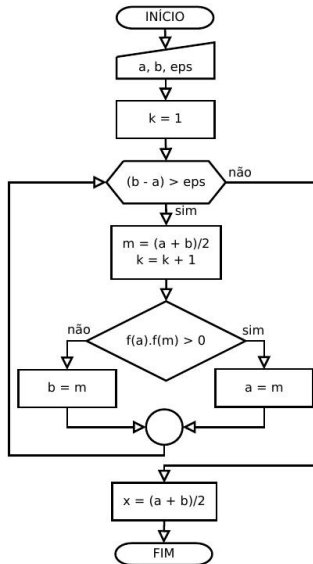 INÍCIO
a, b, eps
k = 1
(b - a) > eps
não
sim
m = (a + b)/2
k = k + 1
não
f(a).f(m) > 0
sim
b = m
a = m
x = (a + b)/2
FIM